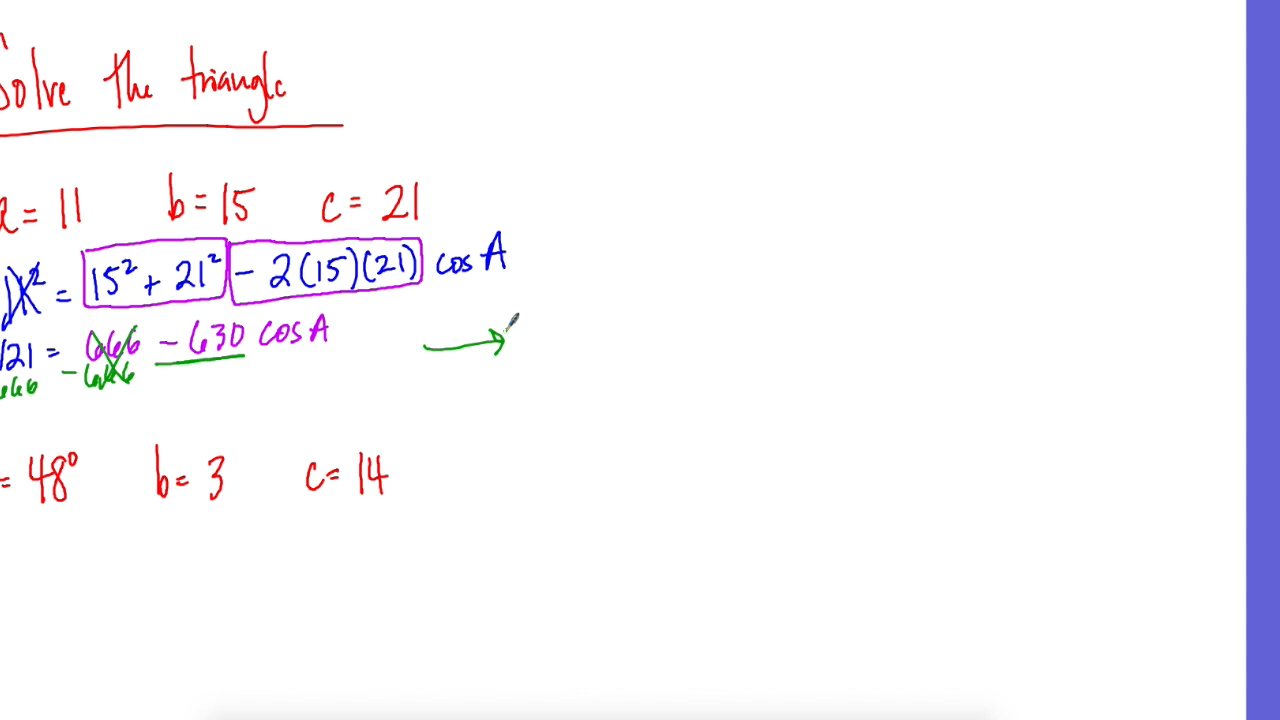 Solve the triangle
a = 11 b = 15 c = 21
11² = 15² + 21² - 2(15)(21) cos A
121 = 666 - 630 cos A
666 - 666
= 48° b = 3 c = 14